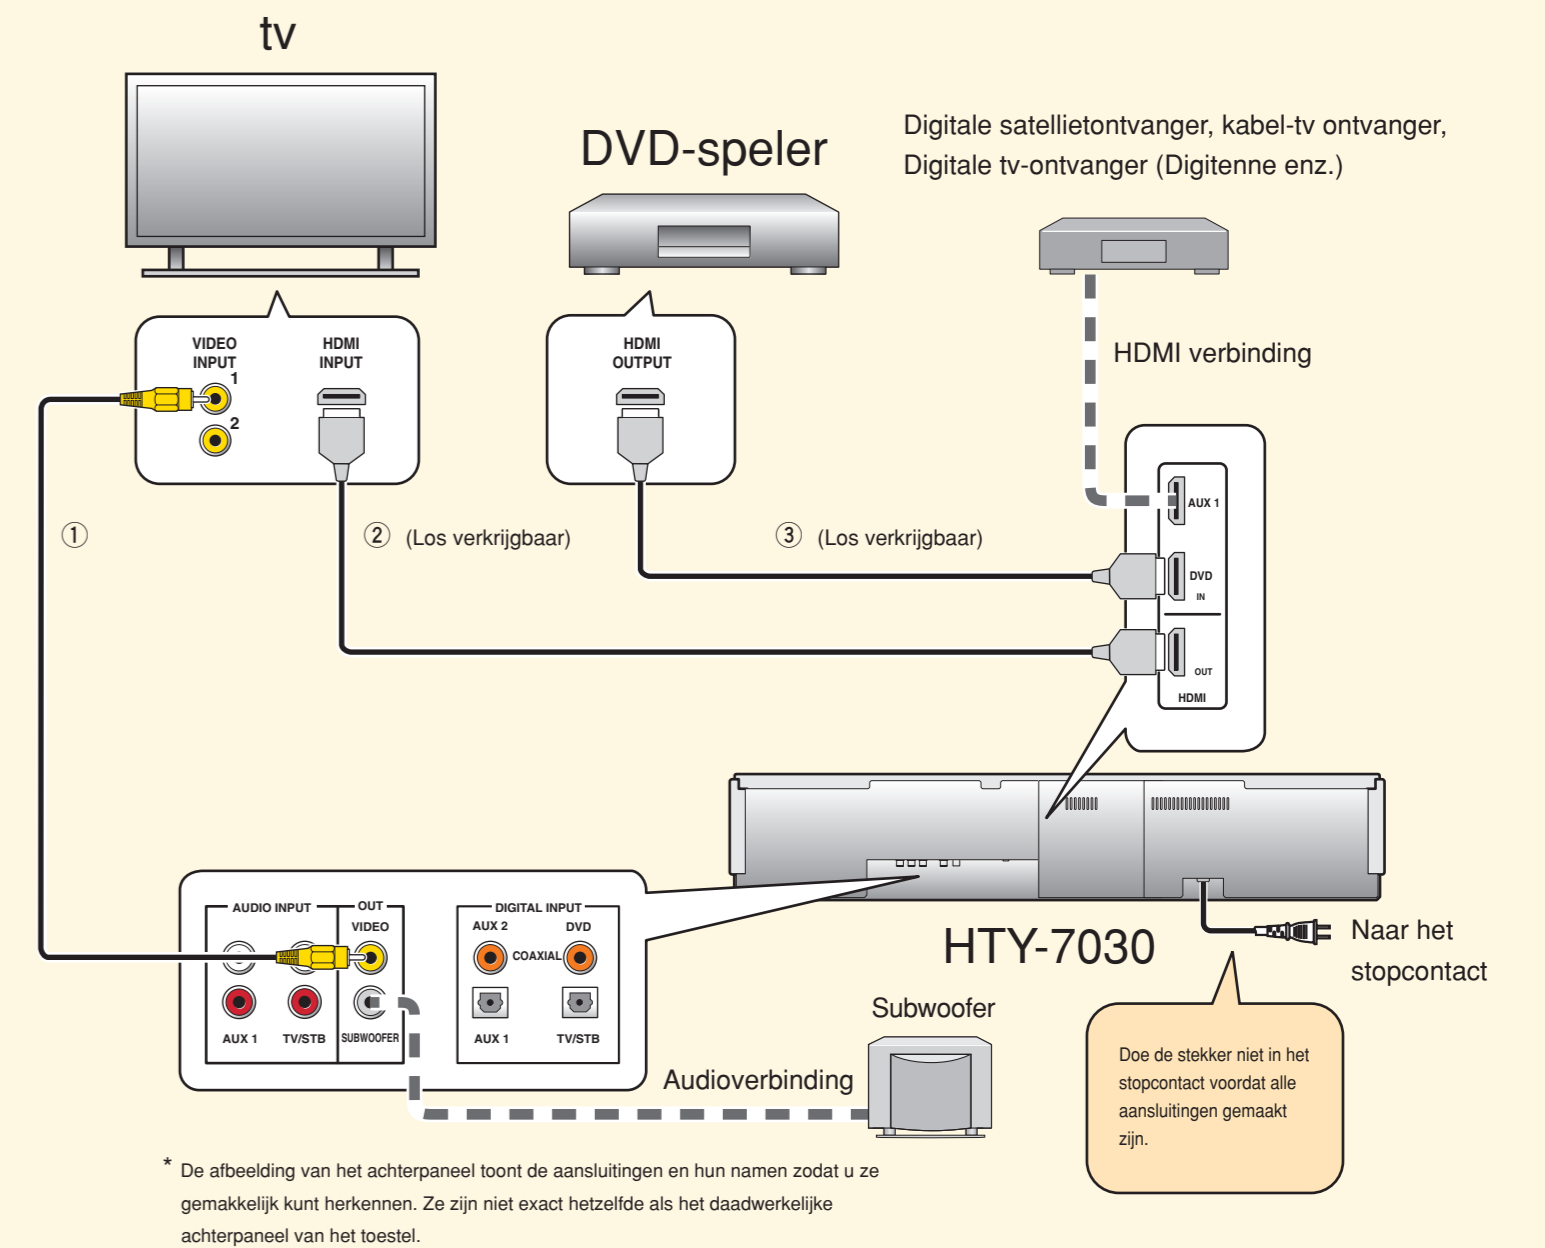 tv
DVD-speler
Digitale satellietontvanger, kabel-tv ontvanger,
Digitale tv-ontvanger (Digitenne enz.)
VIDEO
INPUT
1
2
HDMI
INPUT
HDMI
OUTPUT
HDMI verbinding
①
② (Los verkrijgbaar)
③ (Los verkrijgbaar)
AUX 1
DVD
IN
OUT
HDMI
AUDIO INPUT
OUT
VIDEO
AUX 1
TV/STB
SUBWOOFER
DIGITAL INPUT
AUX 2
DVD
COAXIAL
AUX 1
TV/STB
HTY-7030
Naar het
stopcontact
Subwoofer
Audioverbinding
Doe de stekker niet in het
stopcontact voordat alle
aansluitingen gemaakt
zijn.
* De afbeelding van het achterpaneel toont de aansluitingen en hun namen zodat u ze
gemakkelijk kunt herkennen. Ze zijn niet exact hetzelfde als het daadwerkelijke
achterpaneel van het toestel.